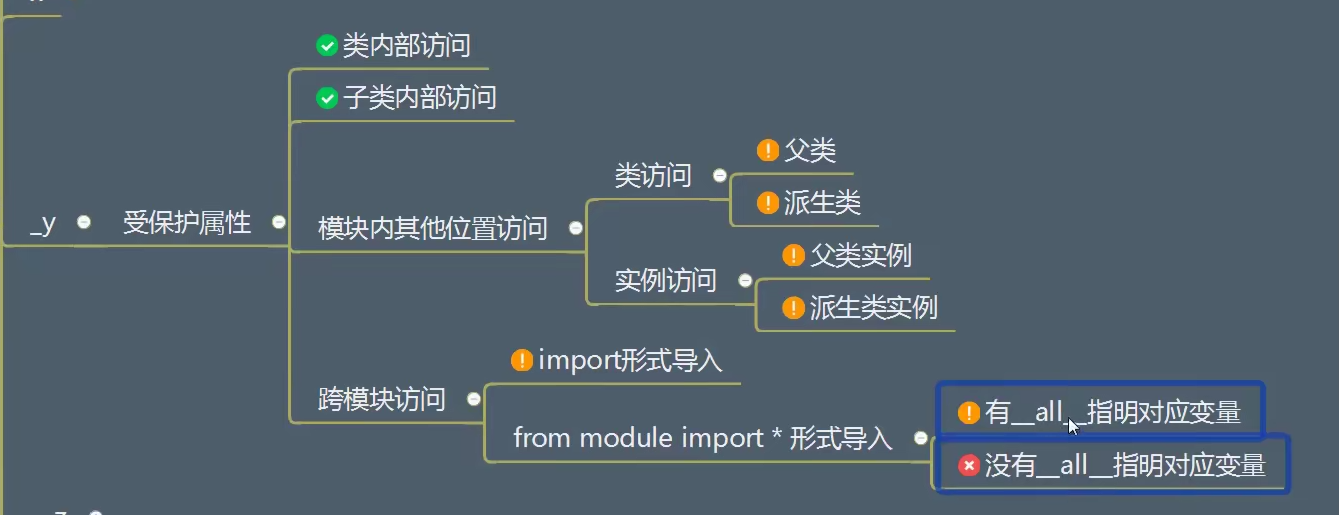 类内部访问
子类内部访问
父类
类访问
派生类
_y
受保护属性
模块内其他位置访问
父类实例
实例访问
派生类实例
import形式导入
跨模块访问
有__all__指明对应变量
from module import * 形式导入
没有__all__指明对应变量